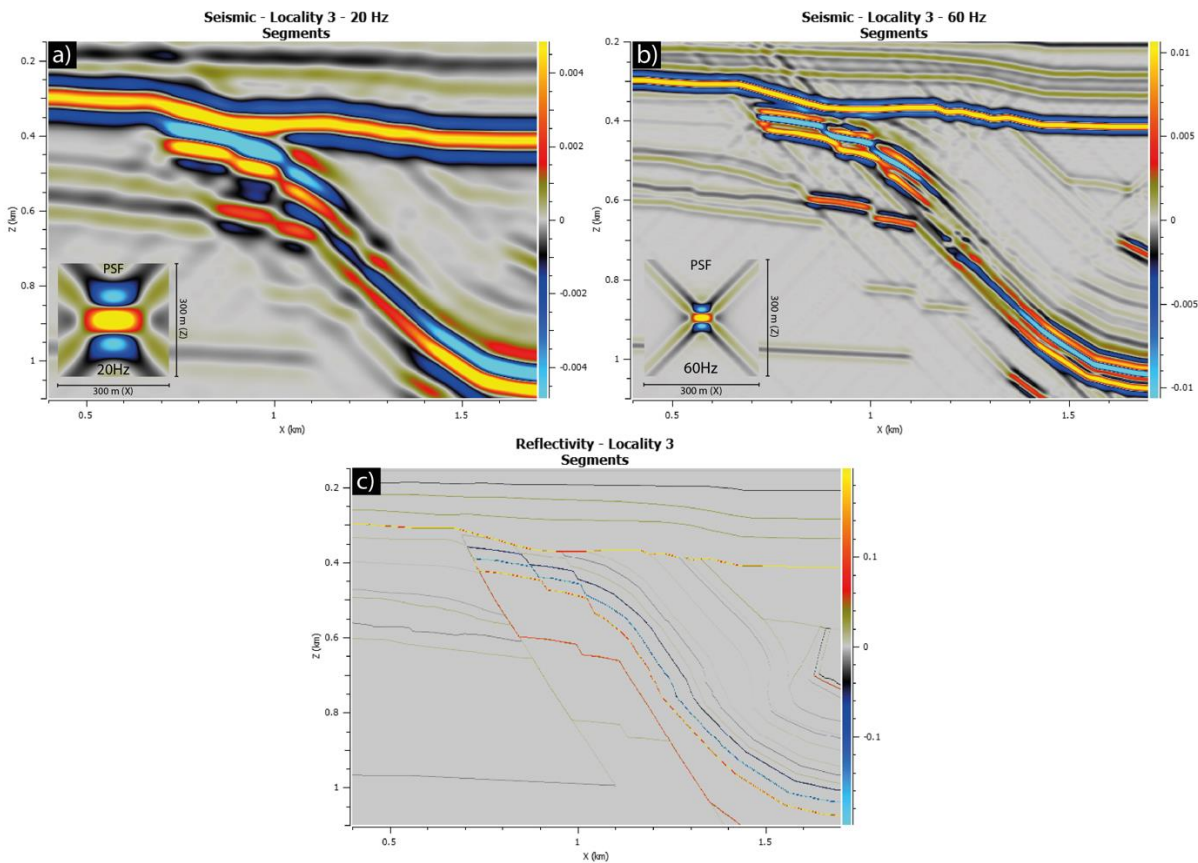 Seismic - Locality 3 - 20 Hz
Segments
a)
0.2
0.4
0.6
0.8
1
Z (km)
0.5
1
1.5
X (km)
0.004
0.002
0
-0.002
-0.004
PSF
20Hz
300 m (Z)
300 m (X)
Seismic - Locality 3 - 60 Hz
Segments
b)
0.2
0.4
0.6
0.8
1
Z (km)
0.5
1
1.5
X (km)
0.01
0.005
0
-0.005
-0.01
PSF
60Hz
300 m (Z)
300 m (X)
Reflectivity - Locality 3
Segments
c)
0.2
0.4
0.6
0.8
1
Z (km)
0.5
1
1.5
X (km)
0.1
0
-0.1